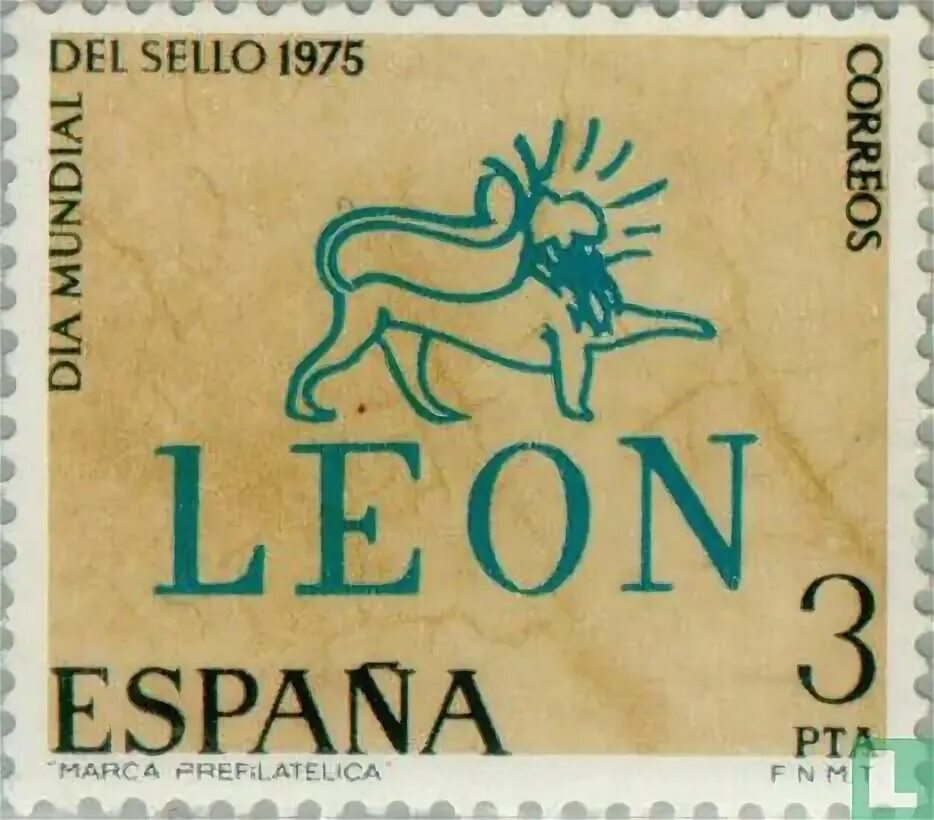 DIA MUNDIAL
DEL SELLO 1975
CORREOS
LEON
3
PTA
ESPAÑA
"MARCA PREFILATELICA"
F N M T
L